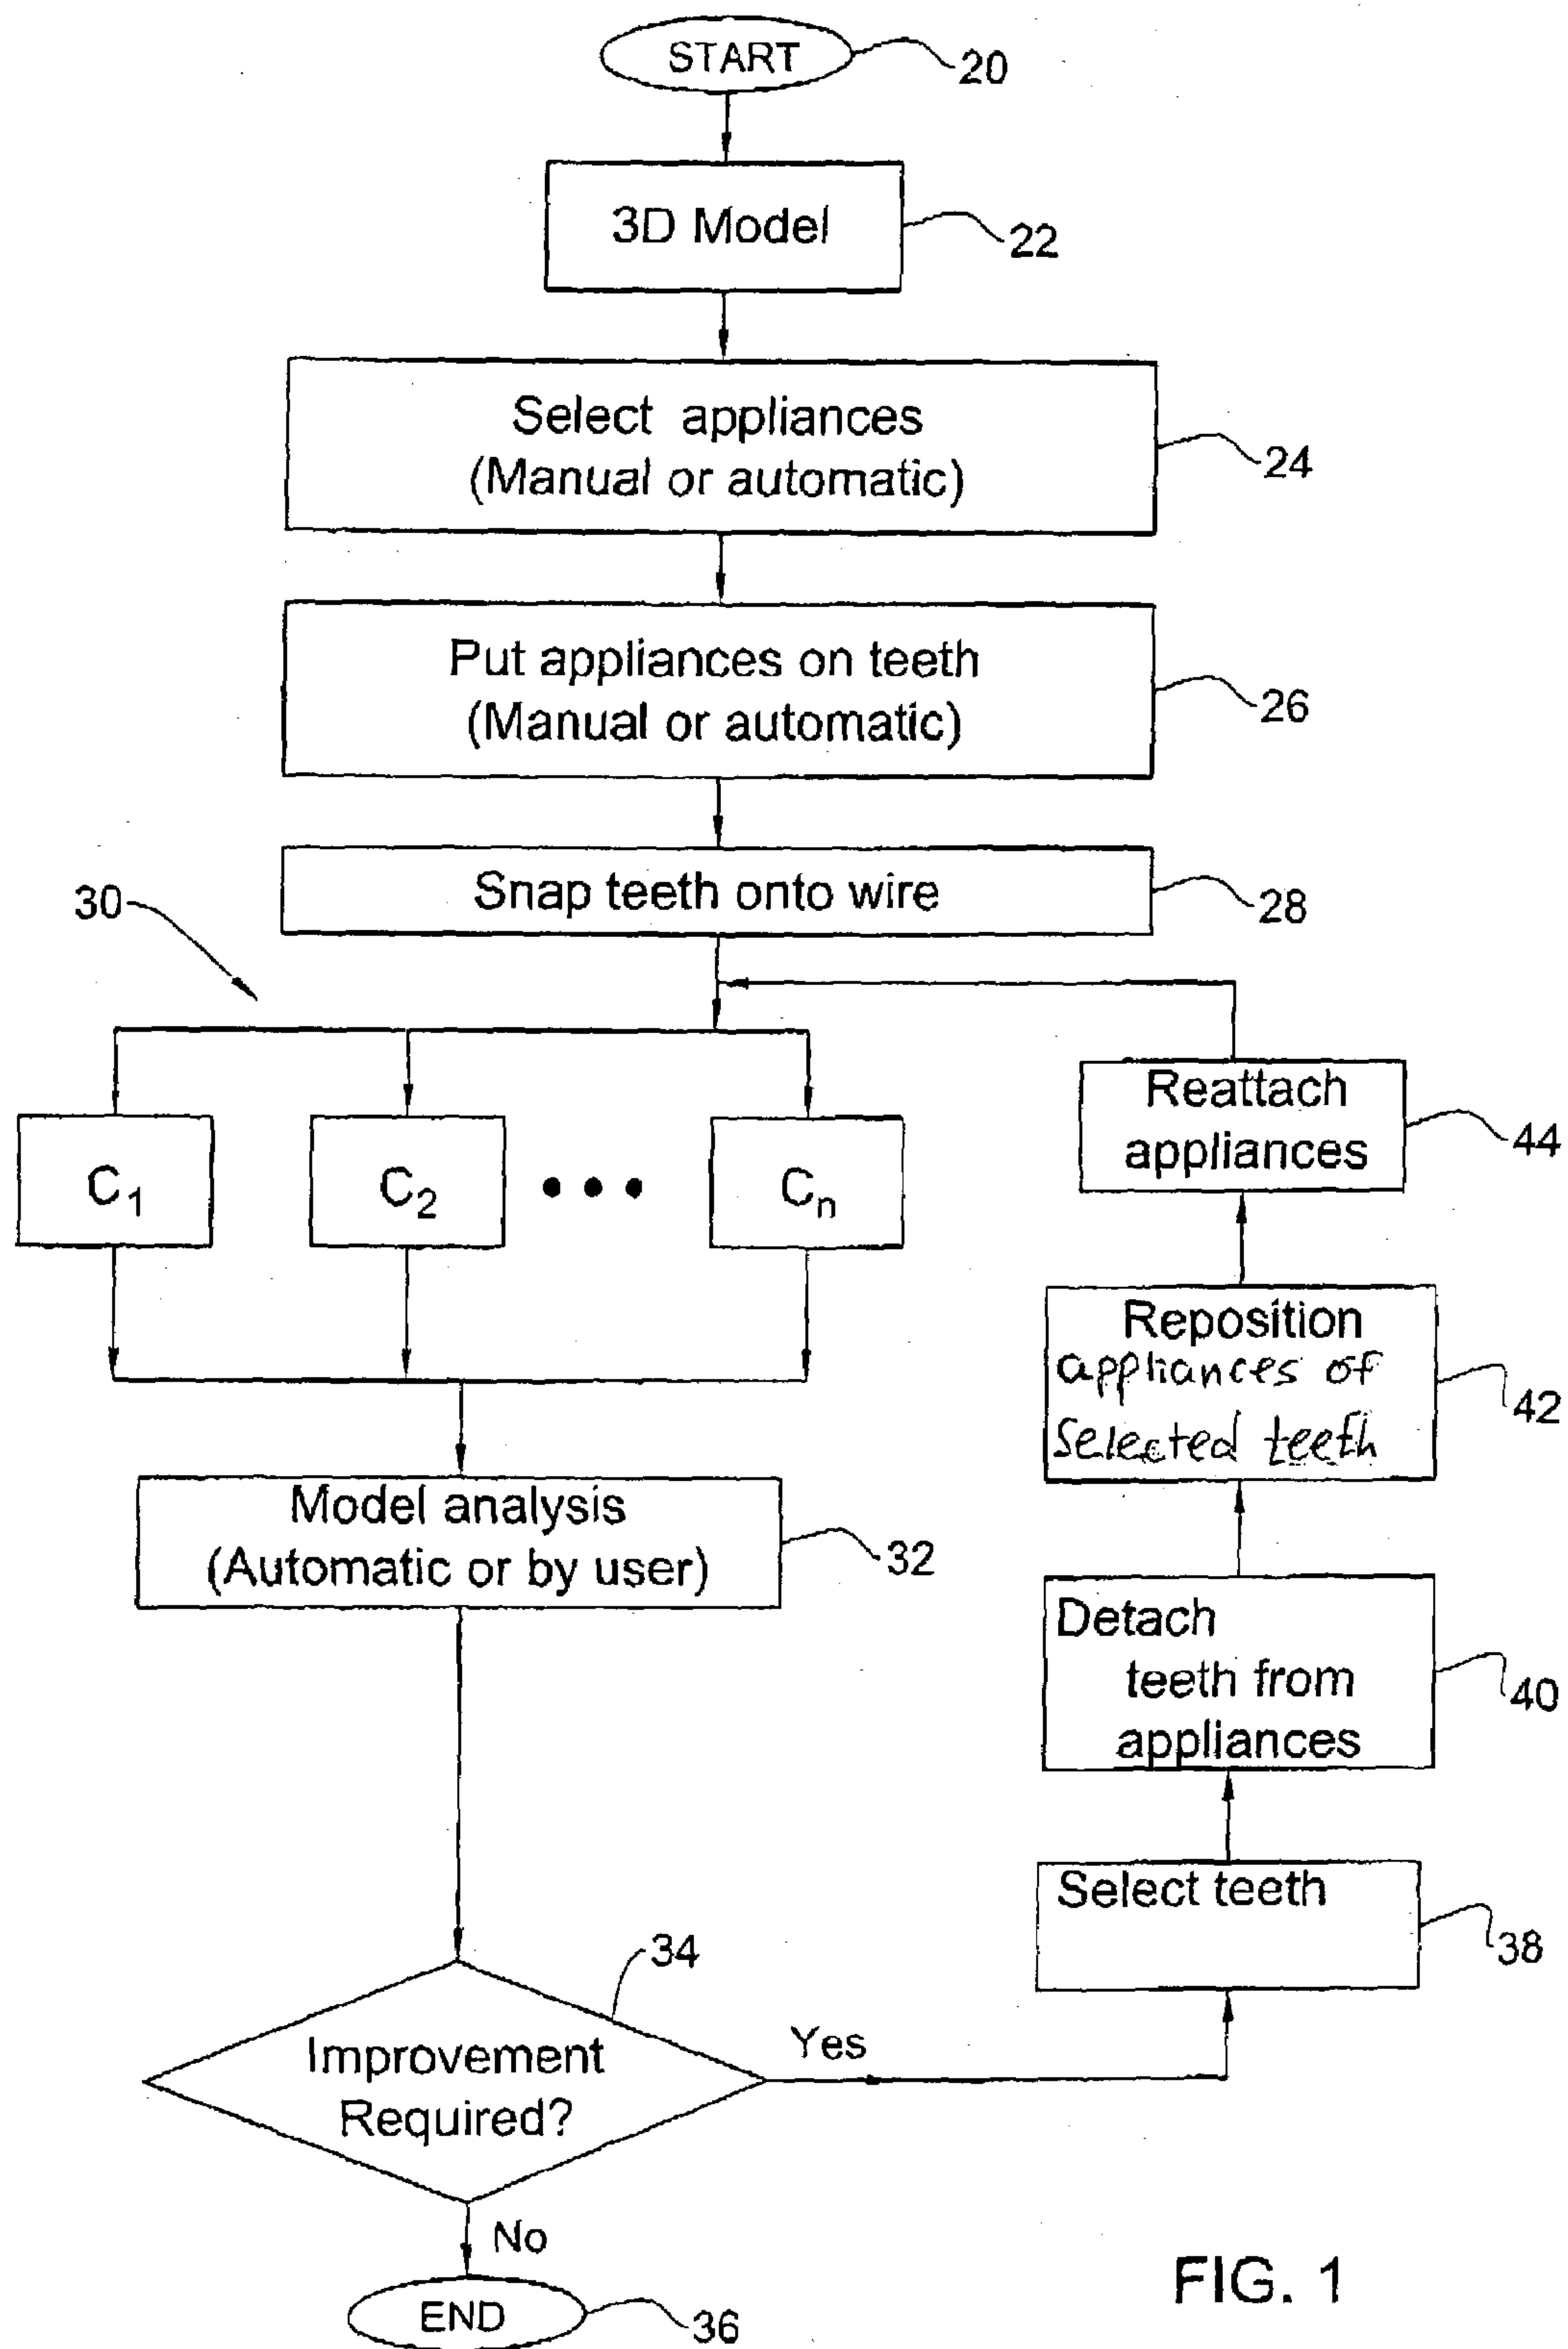 START
20
3D Model
22
Select appliances
(Manual or automatic)
24
Put appliances on teeth
(Manual or automatic)
26
Snap teeth onto wire
28
30
C1
C2
• • •
Cn
Model analysis
(Automatic or by user)
32
Improvement
Required?
34
Yes
No
END
36
Select teeth
38
Detach
teeth from
appliances
40
Reposition
appliances of
selected teeth
42
Reattach
appliances
44
FIG. 1